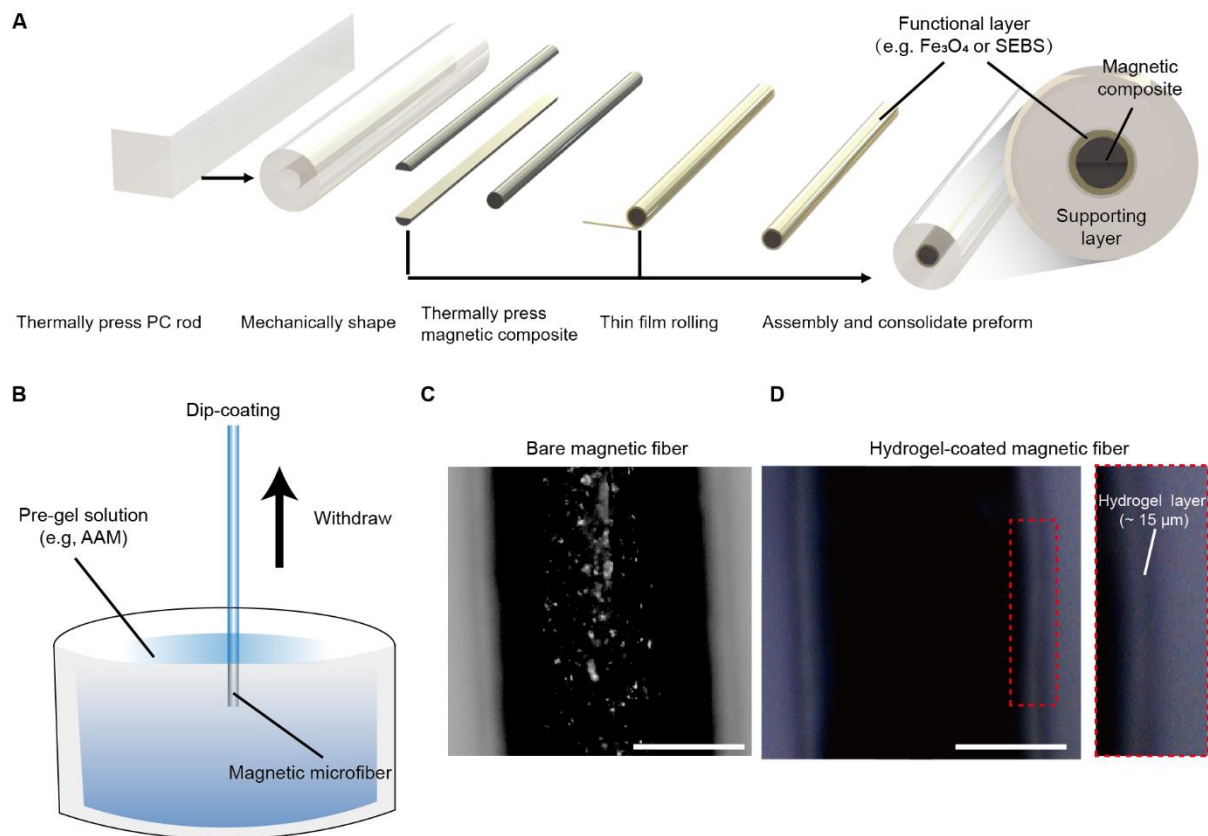 A
Functional layer
(e.g. Fe₃O₄ or SEBS)
Magnetic
composite
Supporting
layer
Thermally press PC rod
Mechanically shape
Thermally press
magnetic composite
Thin film rolling
Assembly and consolidate preform
B
Dip-coating
Withdraw
Pre-gel solution
(e.g, AAM)
Magnetic microfiber
C
Bare magnetic fiber
D
Hydrogel-coated magnetic fiber
Hydrogel layer
(~ 15 μm)